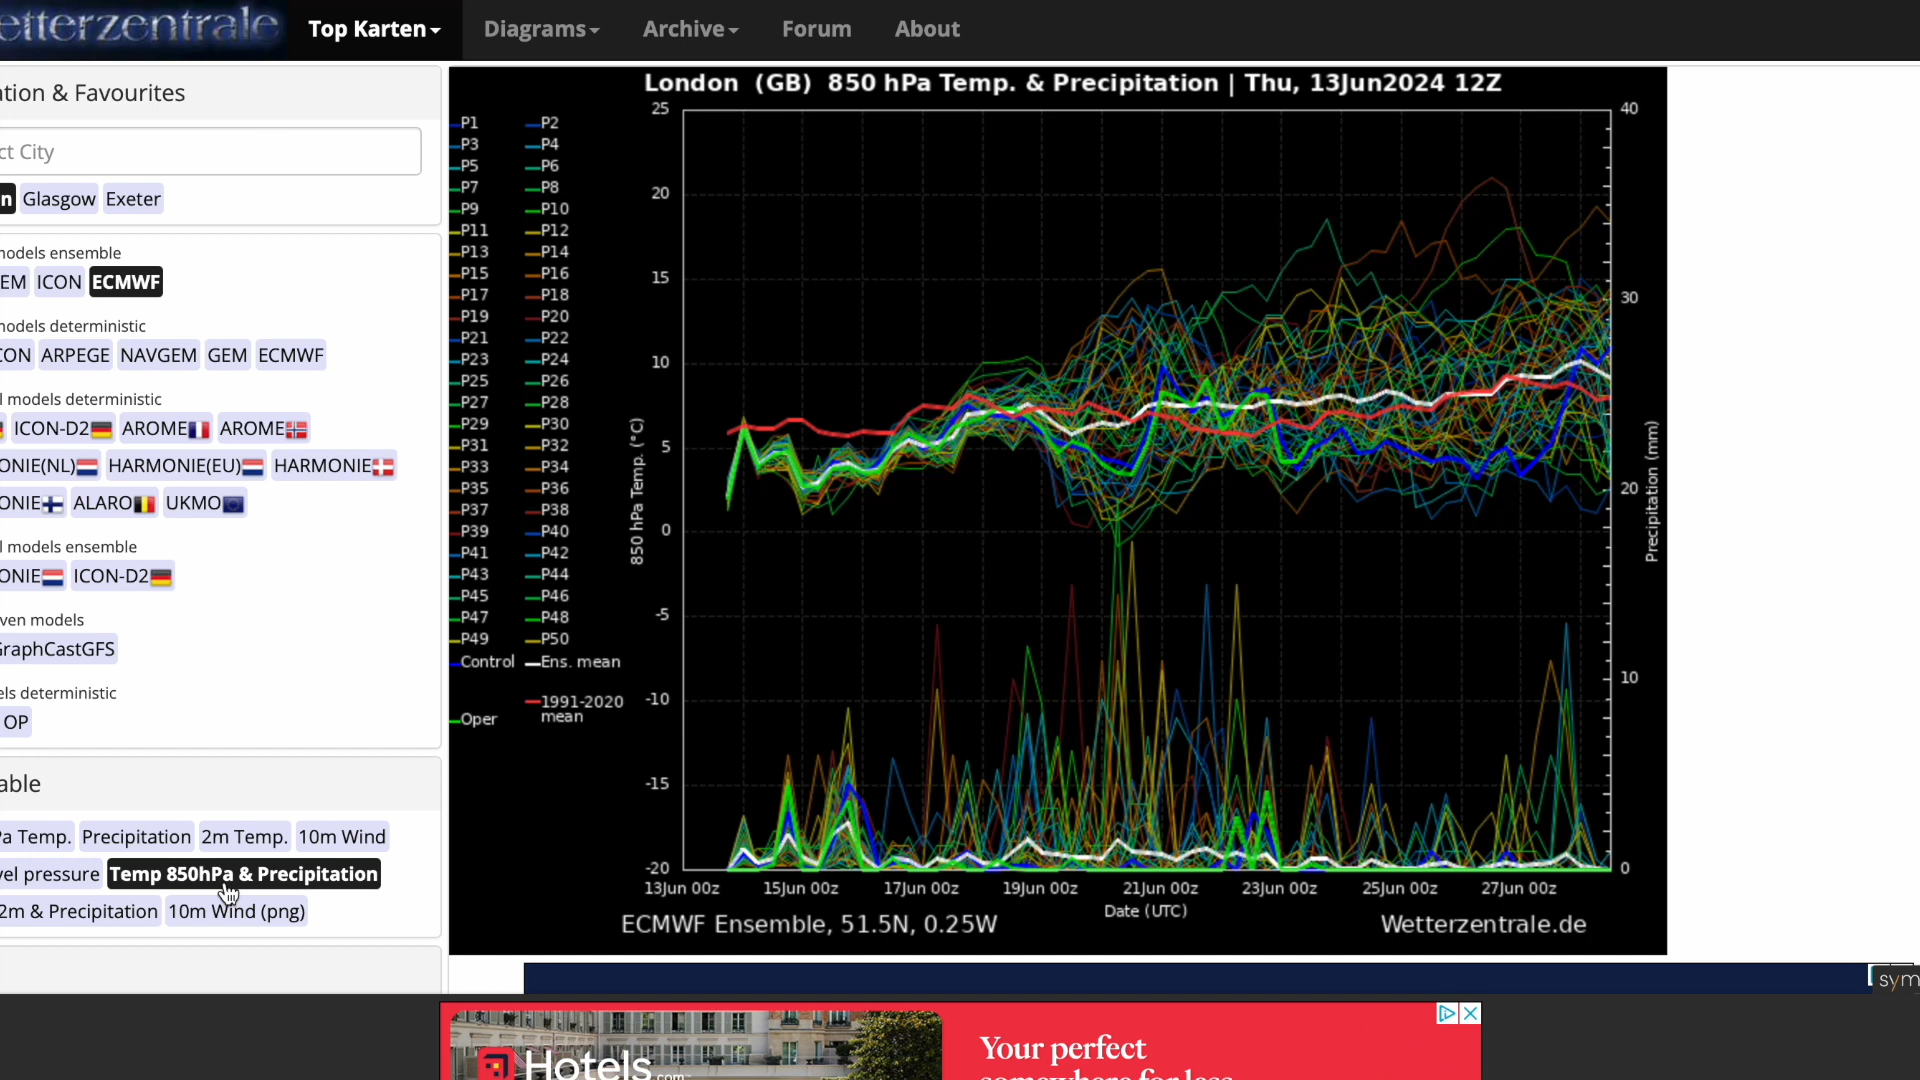 etterzentrale Top Karten Diagrams Archive Forum About
tion & Favourites
ct City
n Glasgow Exeter
models ensemble
EM ICON ECMWF
models deterministic
CON ARPEGE NAVGEM GEM ECMWF
l models deterministic
ICON-D2 AROME AROME
ONIE(NL) HARMONIE(EU) HARMONIE
ONIE ALARO UKMO
l models ensemble
ONIE ICON-D2
ven models
GraphCastGFS
els deterministic
OP
able
Pa Temp. Precipitation 2m Temp. 10m Wind
vel pressure Temp 850hPa & Precipitation
2m & Precipitation 10m Wind (png)
London (GB) 850 hPa Temp. & Precipitation | Thu, 13Jun2024 12Z
P1 P2
P3 P4
P5 P6
P7 P8
P9 P10
P11 P12
P13 P14
P15 P16
P17 P18
P19 P20
P21 P22
P23 P24
P25 P26
P27 P28
P29 P30
P31 P32
P33 P34
P35 P36
P37 P38
P39 P40
P41 P42
P43 P44
P45 P46
P47 P48
P49 P50
Control Ens. mean
Oper 1991-2020
mean
850 hPa Temp. (°C)
25
20
15
10
5
0
-5
-10
-15
-20
40
30
20
10
0
Precipitation (mm)
13Jun 00z 15Jun 00z 17Jun 00z 19Jun 00z 21Jun 00z 23Jun 00z 25Jun 00z 27Jun 00z
Date (UTC)
ECMWF Ensemble, 51.5N, 0.25W Wetterzentrale.de
sym
Hotels.com
Your perfect
somewhere for less